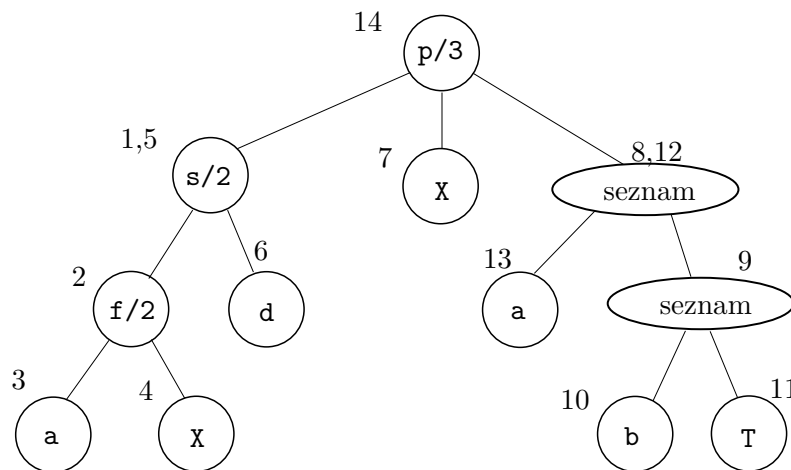 14 p/3
1,5 s/2
7 X
8,12 seznam
2 f/2
6 d
13 a
9 seznam
3 a
4 X
10 b
11 T